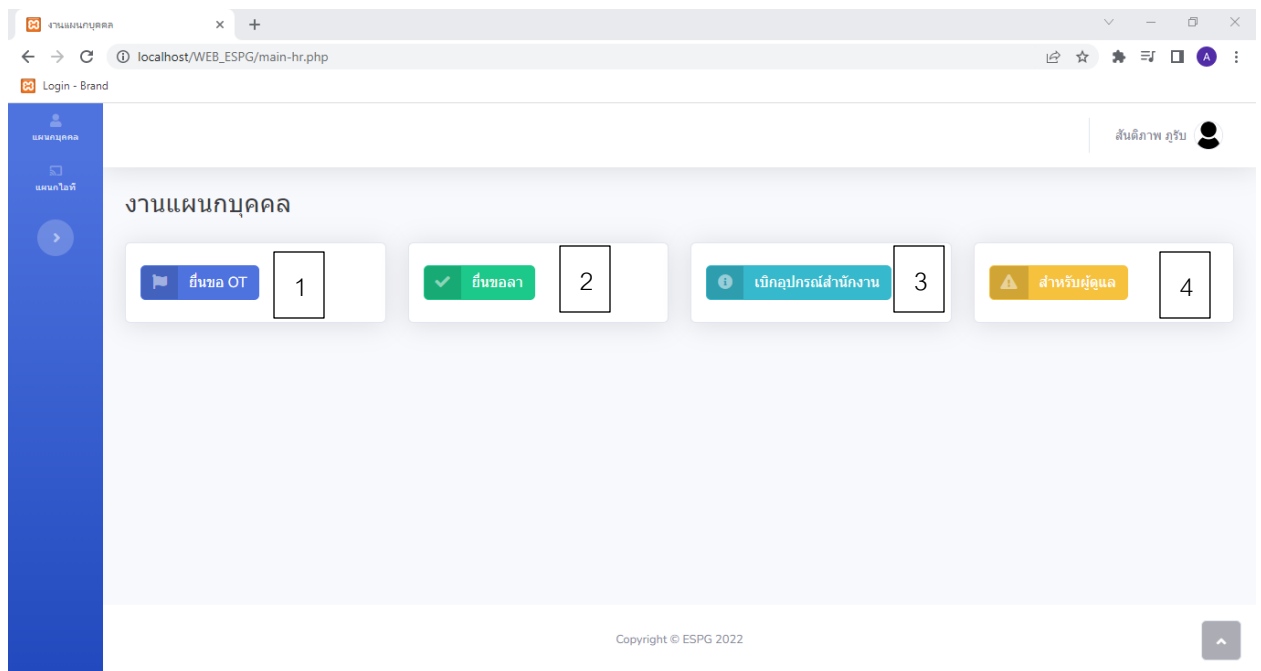 งานแผนกบุคคล
localhost/WEB_ESPG/main-hr.php
A
Login - Brand
แผนกบุคคล
แผนกไอที
สันติภาพ ภูรับ
งานแผนกบุคคล
ยื่นขอ OT 1
ยื่นขอลา 2
เบิกอุปกรณ์สำนักงาน 3
สำหรับผู้ดูแล 4
Copyright © ESPG 2022